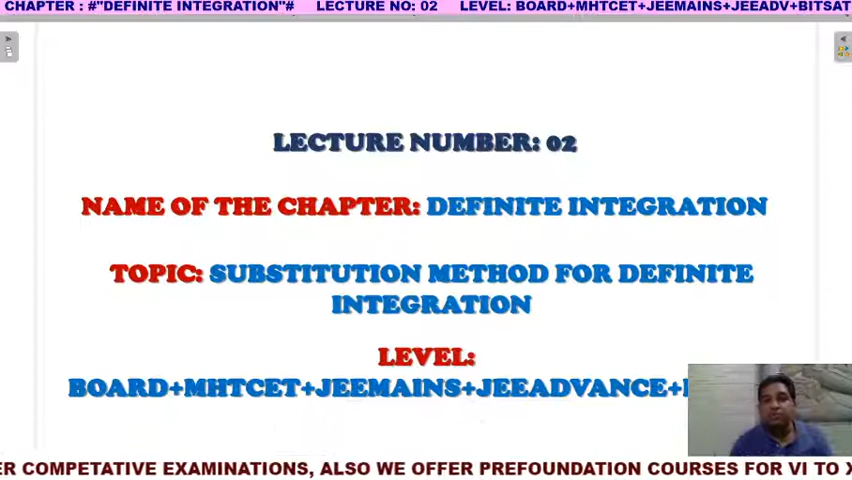 CHAPTER : #"DEFINITE INTEGRATION"# LECTURE NO: 02 LEVEL: BOARD+MHTCET+JEEMAINS+JEEADV+BITSAT
LECTURE NUMBER: 02
NAME OF THE CHAPTER: DEFINITE INTEGRATION
TOPIC: SUBSTITUTION METHOD FOR DEFINITE
INTEGRATION
LEVEL:
BOARD+MHTCET+JEEMAINS+JEEADVANCE+
COMPETATIVE EXAMINATIONS, ALSO WE OFFER PREFOUNDATION COURSES FOR VI TO